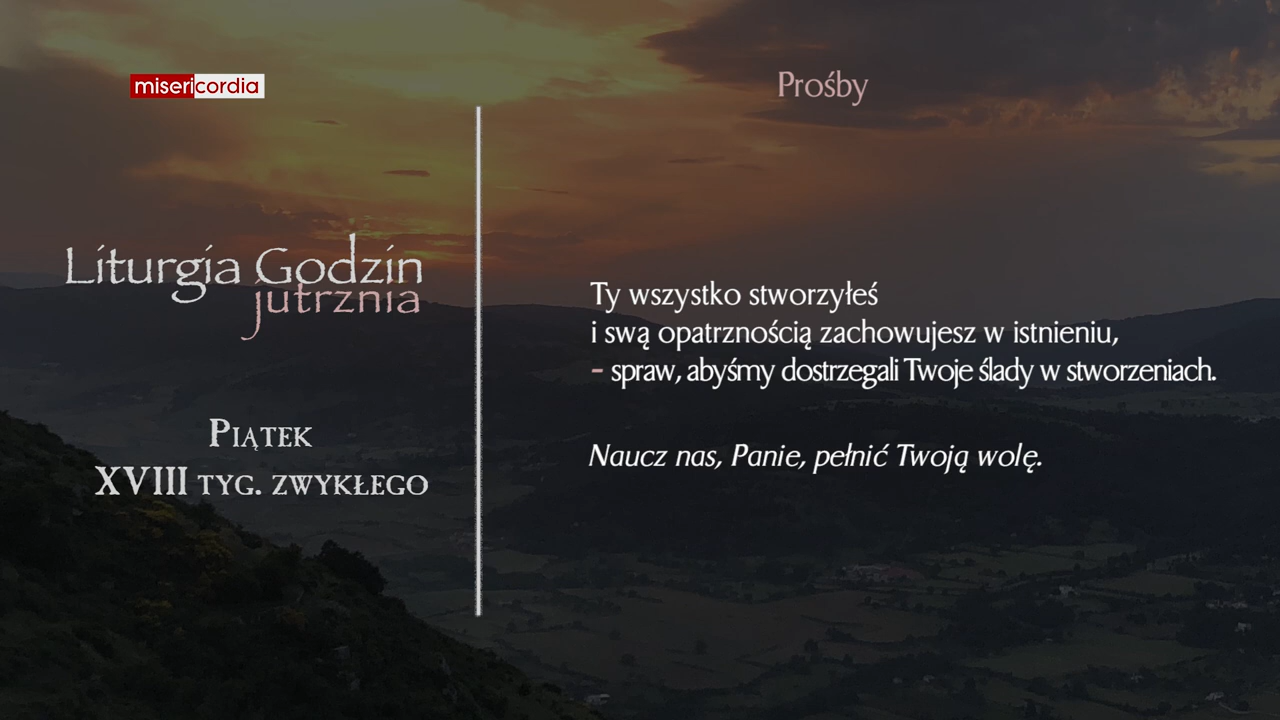 misericordia
Liturgia Godzin
jutrznia
Piątek
XVIII tyg. zwykłego
Prośby
Ty wszystko stworzyłeś
i swą opatrznością zachowujesz w istnieniu,
- spraw, abyśmy dostrzegali Twoje ślady w stworzeniach.
Naucz nas, Panie, pełnić Twoją wolę.